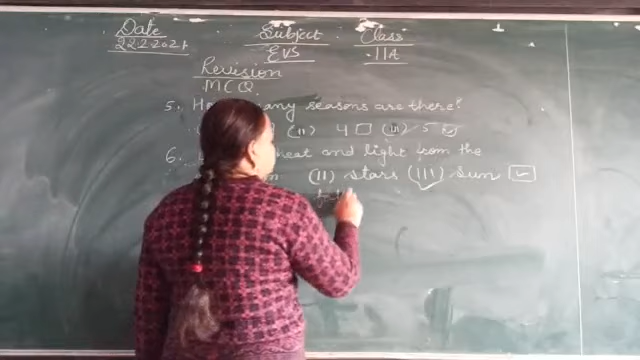 Date Subject Class
22.2.2021 EVS IIA
Revision
MCQ.
5. seasons are there?
(ii) 4 (iii) 5
6. heat and light from the
(ii) stars (iii) sun